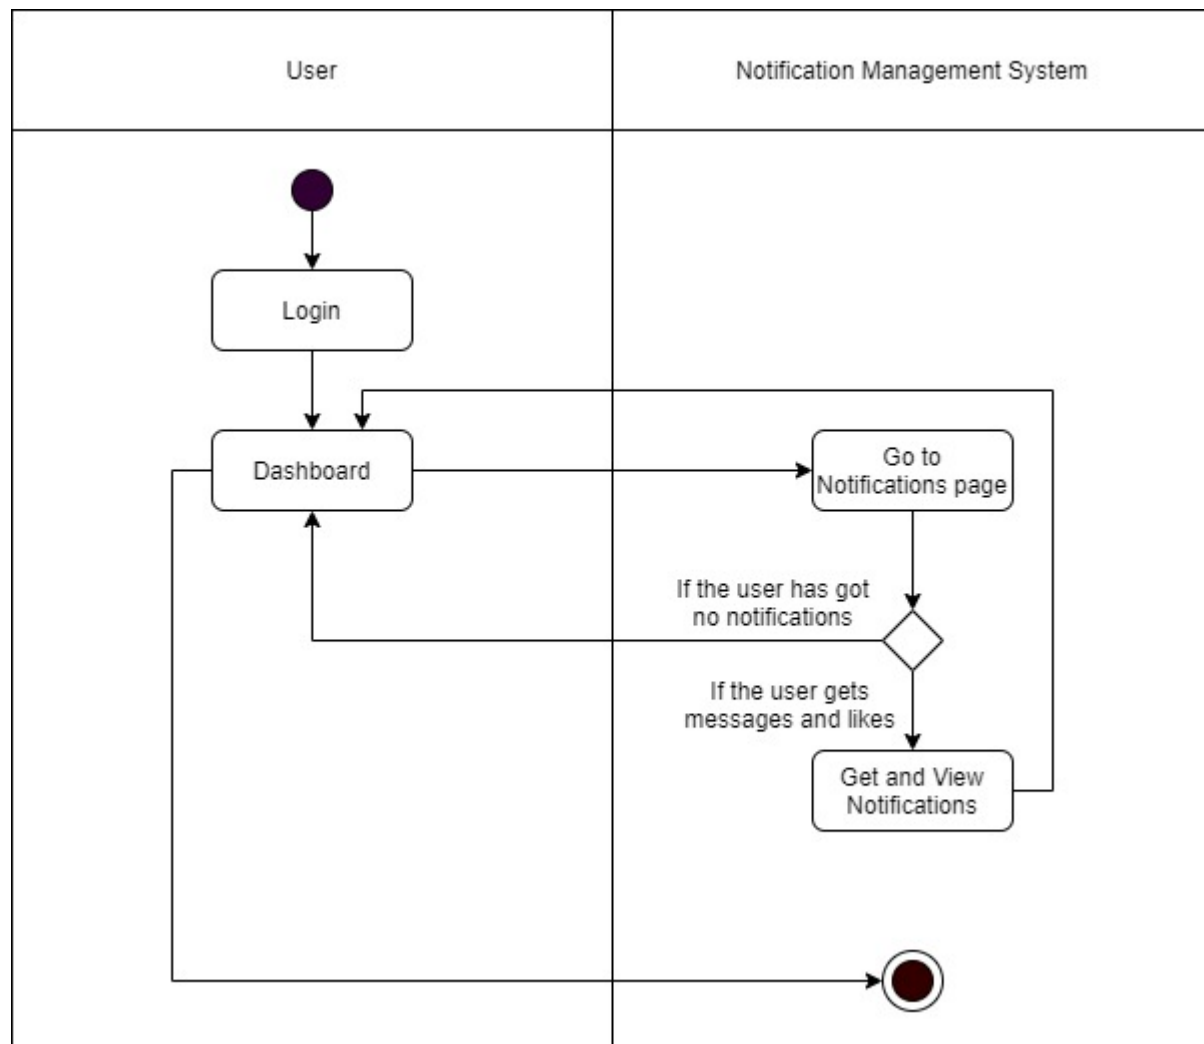 User
Notification Management System
Login
Dashboard
Go to
Notifications page
If the user has got
no notifications
If the user gets
messages and likes
Get and View
Notifications